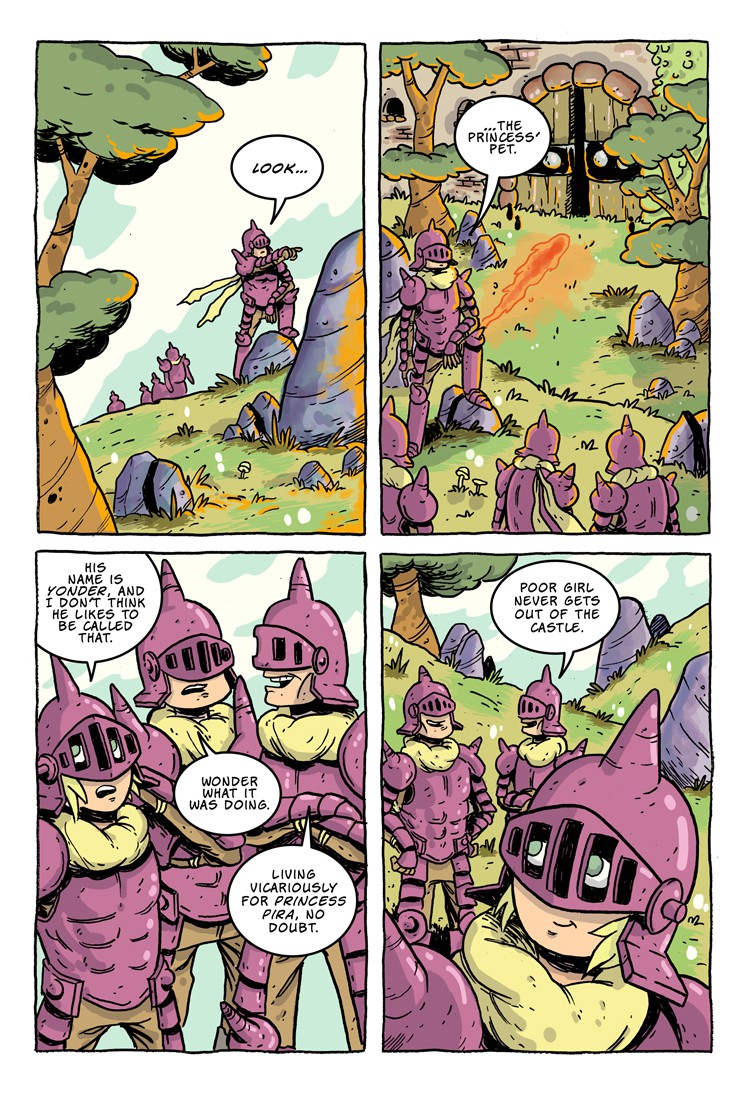 LOOK...
...THE
PRINCESS'
PET.
HIS
NAME IS
YONDER, AND
I DON'T THINK
HE LIKES TO
BE CALLED
THAT.
WONDER
WHAT IT
WAS DOING.
LIVING
VICARIOUSLY
FOR PRINCESS
PIRA, NO
DOUBT.
POOR GIRL
NEVER GETS
OUT OF THE
CASTLE.